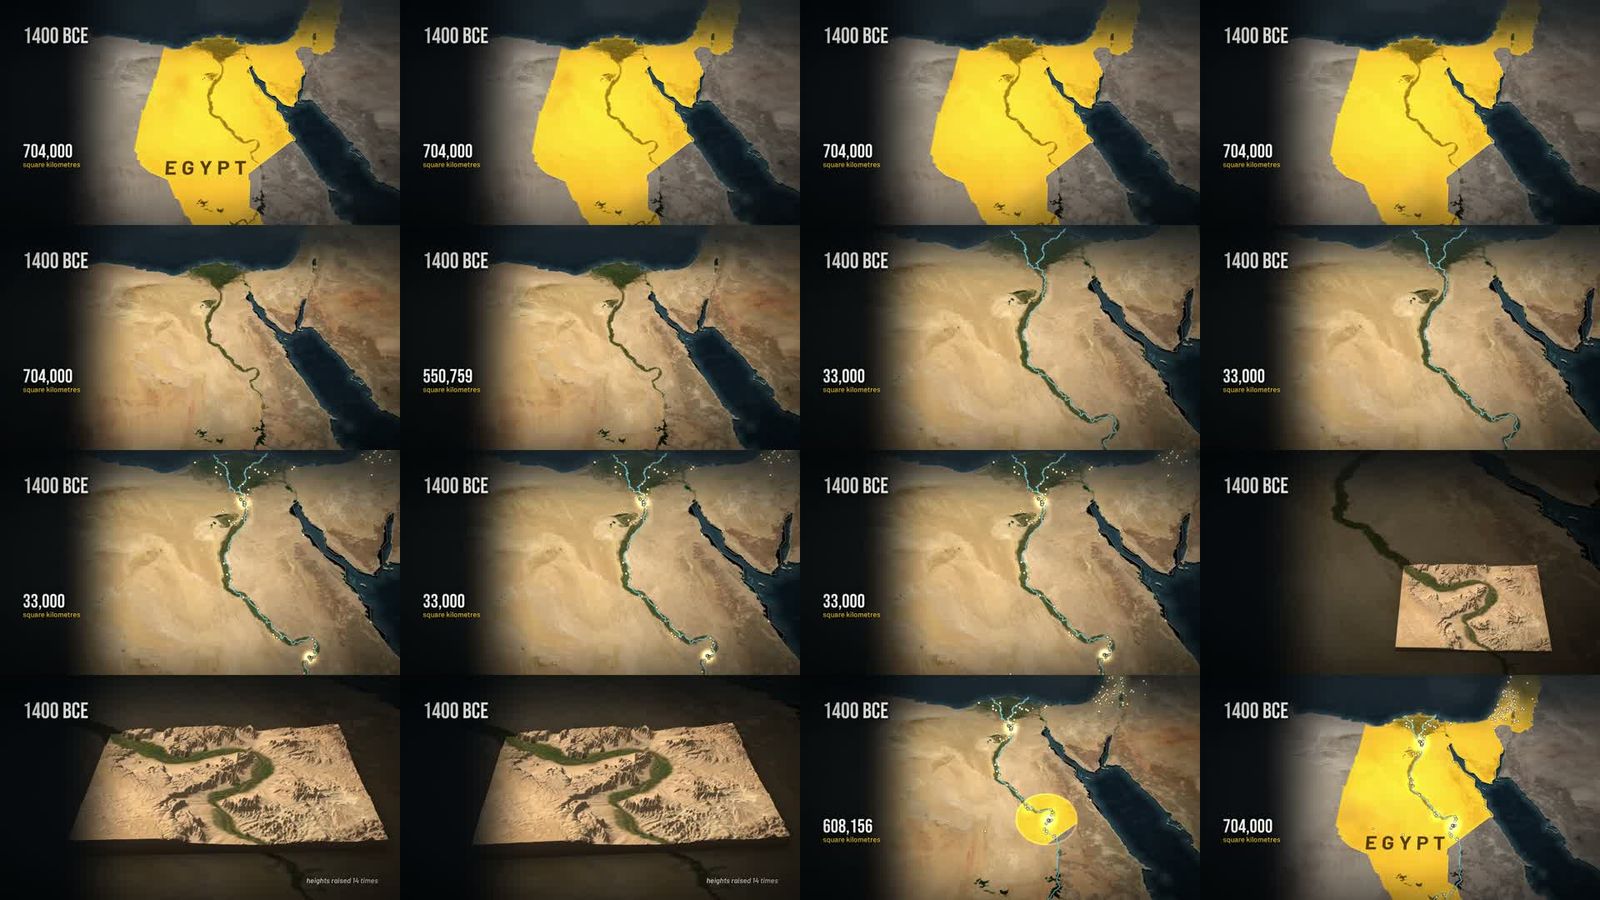 1400 BCE
1400 BCE
1400 BCE
1400 BCE
704,000
square kilometres
704,000
square kilometres
704,000
square kilometres
704,000
square kilometres
EGYPT
1400 BCE
1400 BCE
1400 BCE
1400 BCE
704,000
square kilometres
550,759
square kilometres
33,000
square kilometres
33,000
square kilometres
1400 BCE
1400 BCE
1400 BCE
1400 BCE
33,000
square kilometres
33,000
square kilometres
33,000
square kilometres
1400 BCE
1400 BCE
1400 BCE
1400 BCE
608,156
square kilometres
704,000
square kilometres
EGYPT
heights raised 14 times
heights raised 14 times